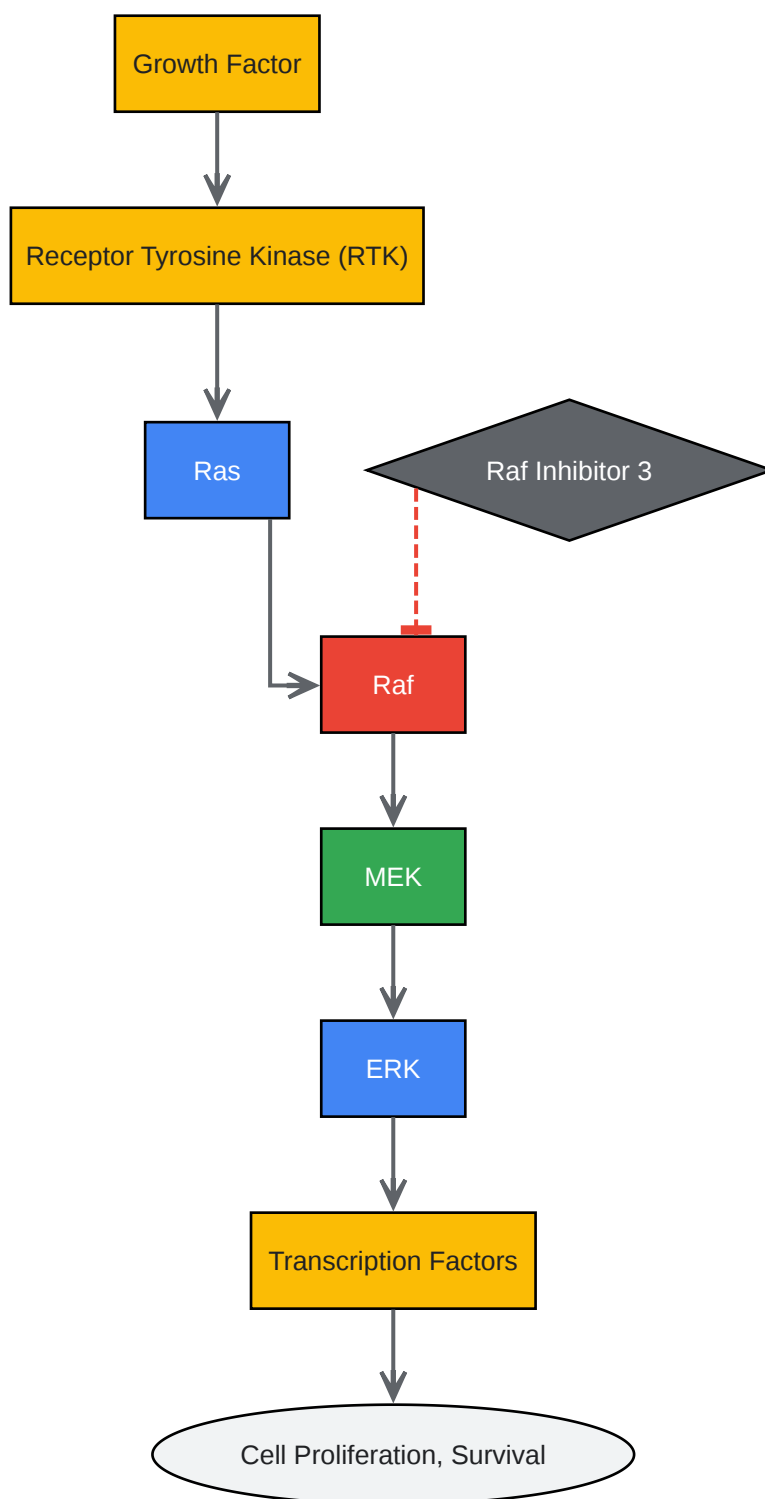 Growth Factor
Receptor Tyrosine Kinase (RTK)
Ras
Raf Inhibitor 3
Raf
MEK
ERK
Transcription Factors
Cell Proliferation, Survival